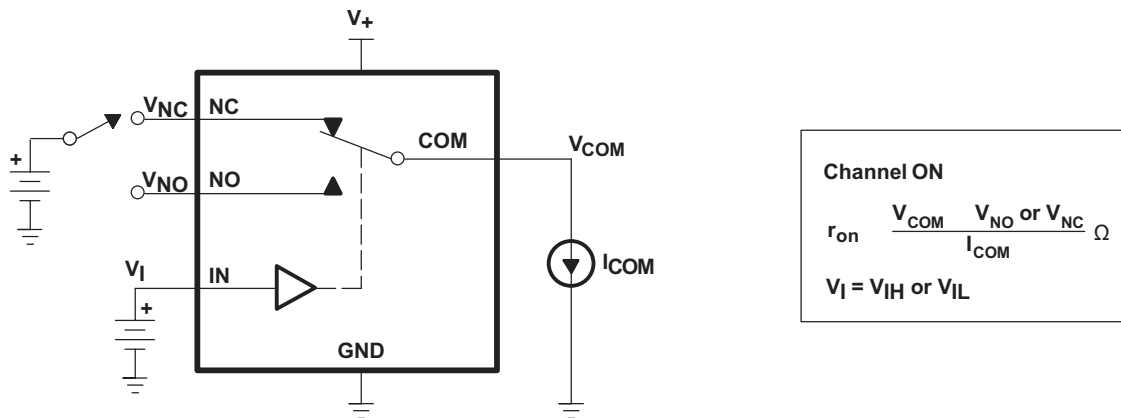 V+
VNC NC
COM
VCOM
VNO NO
VI
IN
ICOM
GND
+
+
Channel ON
ron VCOM VNO or VNC Ω
ICOM
VI = VIH or VIL